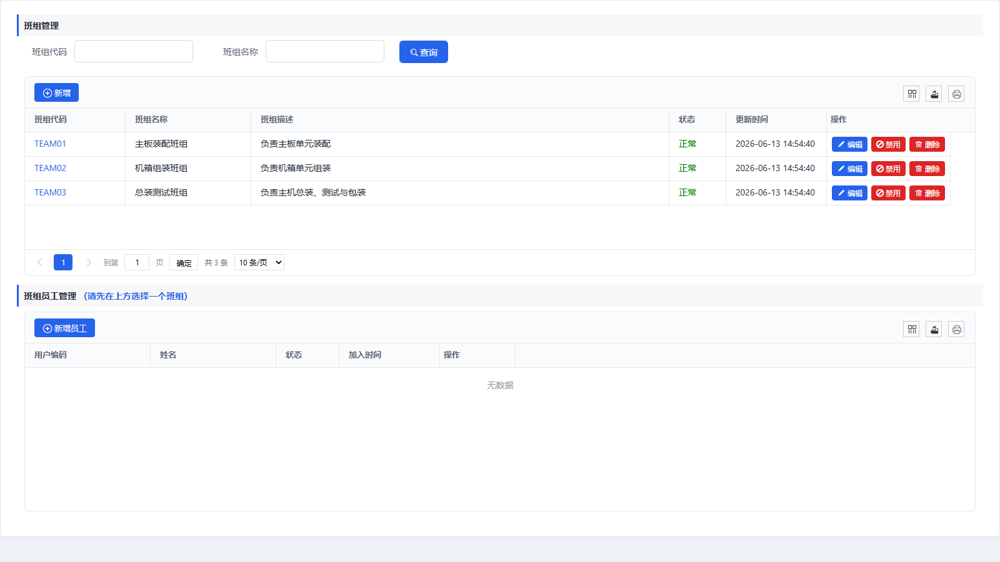 班组管理
班组代码 班组名称 查询
新增
班组代码 班组名称 班组描述 状态 更新时间 操作
TEAM01 主板装配班组 负责主板单元装配 正常 2026-06-13 14:54:40 编辑 禁用 删除
TEAM02 机箱组装班组 负责机箱单元组装 正常 2026-06-13 14:54:40 编辑 禁用 删除
TEAM03 总装测试班组 负责主机总装、测试与包装 正常 2026-06-13 14:54:40 编辑 禁用 删除
1 到第 1 页 确定 共 3 条 10 条/页
班组员工管理 （请先在上方选择一个班组）
新增员工
用户编码 姓名 状态 加入时间 操作
无数据